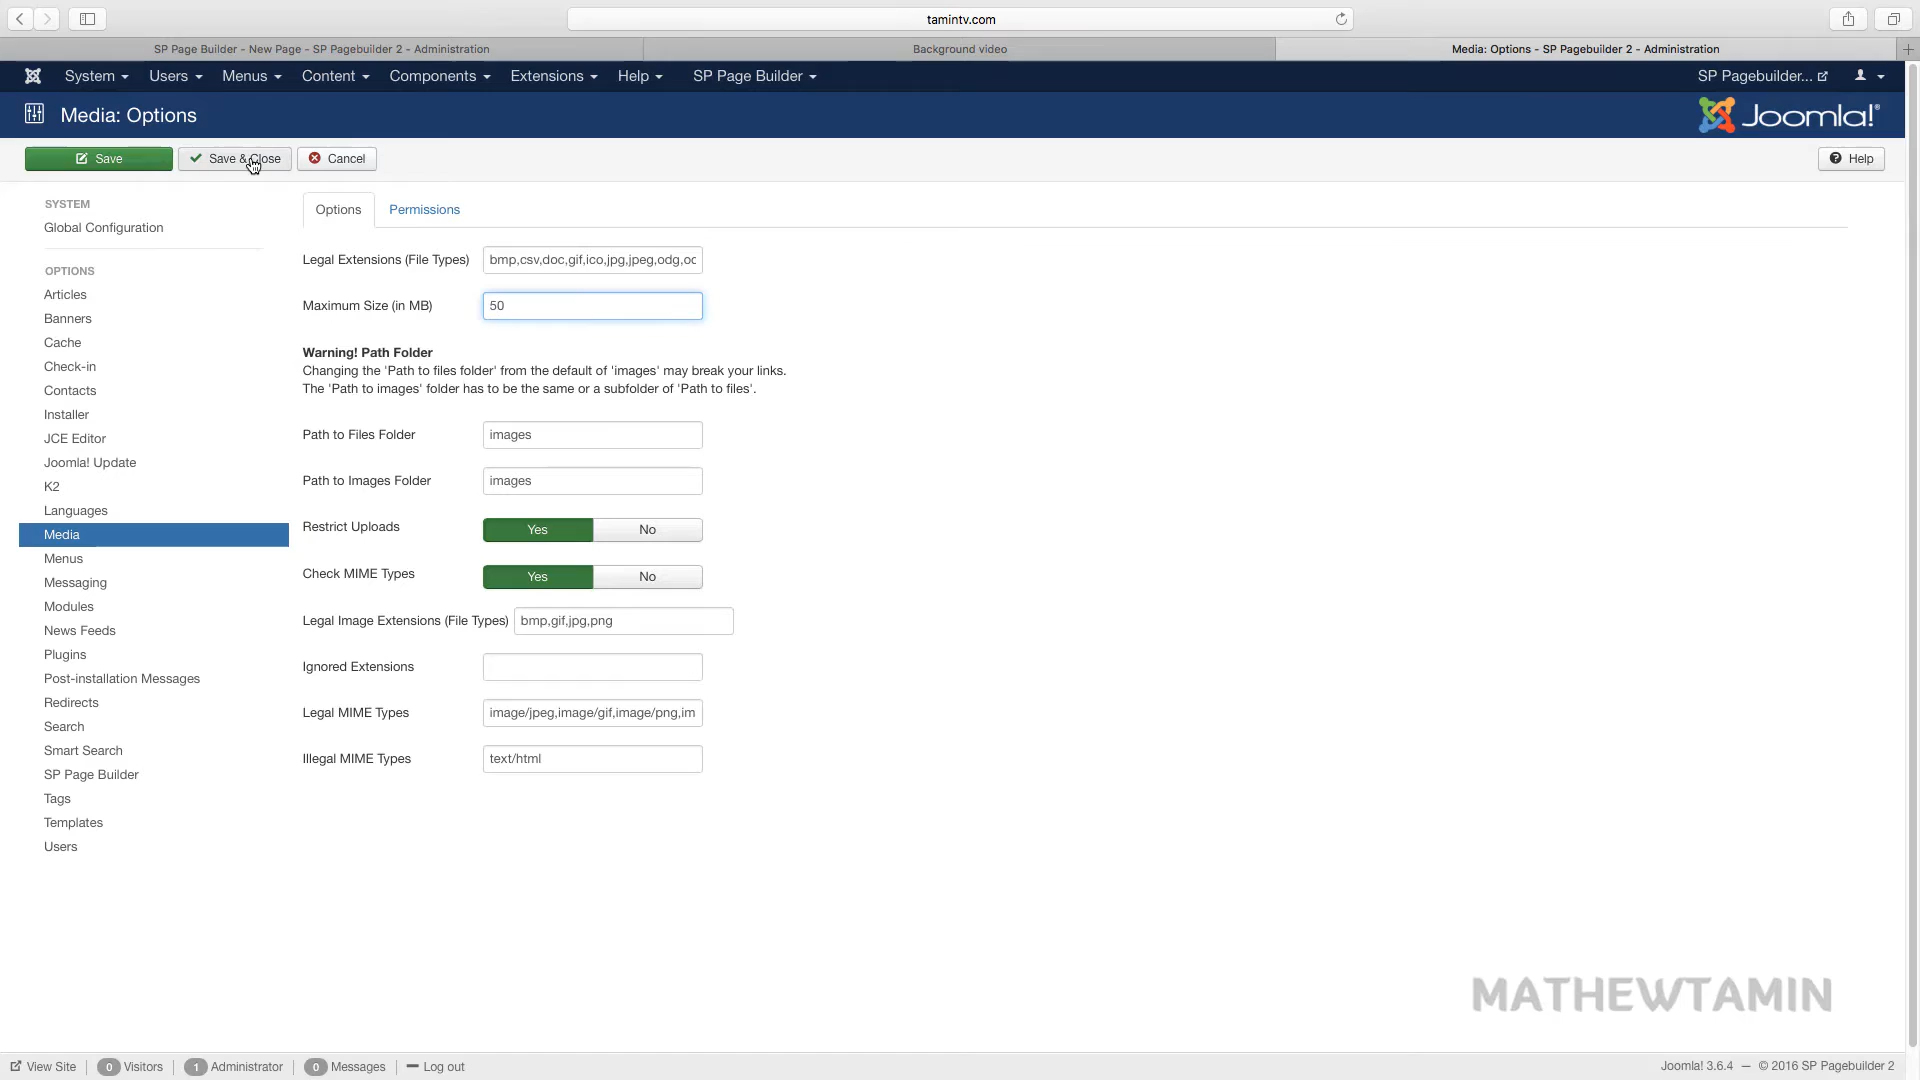 tamintv.com
SP Page Builder - New Page - SP Pagebuilder 2 - Administration
Background video
Media: Options - SP Pagebuilder 2 - Administration
System Users Menus Content Components Extensions Help SP Page Builder SP Pagebuilder...
Media: Options
Joomla!®
Save
Save & Close
Cancel
Help
SYSTEM
Global Configuration
OPTIONS
Articles
Banners
Cache
Check-in
Contacts
Installer
JCE Editor
Joomla! Update
K2
Languages
Media
Menus
Messaging
Modules
News Feeds
Plugins
Post-installation Messages
Redirects
Search
Smart Search
SP Page Builder
Tags
Templates
Users
Options
Permissions
Legal Extensions (File Types) bmp,csv,doc,gif,ico,jpg,jpeg,odg,oc
Maximum Size (in MB) 50
Warning! Path Folder
Changing the 'Path to files folder' from the default of 'images' may break your links.
The 'Path to images' folder has to be the same or a subfolder of 'Path to files'.
Path to Files Folder images
Path to Images Folder images
Restrict Uploads Yes No
Check MIME Types Yes No
Legal Image Extensions (File Types) bmp,gif,jpg,png
Ignored Extensions
Legal MIME Types image/jpeg,image/gif,image/png,im
Illegal MIME Types text/html
MATHEWTAMIN
View Site 0 Visitors 1 Administrator 0 Messages Log out
Joomla! 3.6.4 — © 2016 SP Pagebuilder 2